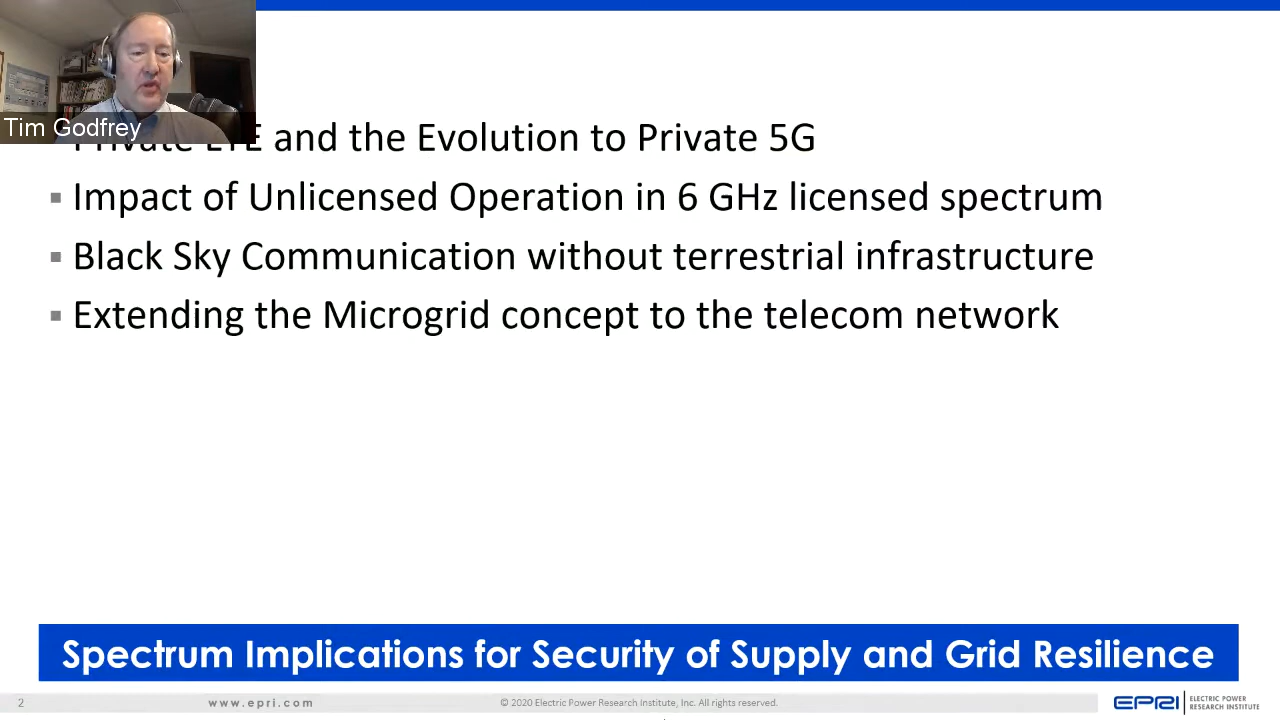 Tim Godfrey
Private LTE and the Evolution to Private 5G
▪ Impact of Unlicensed Operation in 6 GHz licensed spectrum
▪ Black Sky Communication without terrestrial infrastructure
▪ Extending the Microgrid concept to the telecom network
Spectrum Implications for Security of Supply and Grid Resilience
2
www.epri.com
© 2020 Electric Power Research Institute, Inc. All rights reserved.
EPRI
ELECTRIC POWER
RESEARCH INSTITUTE